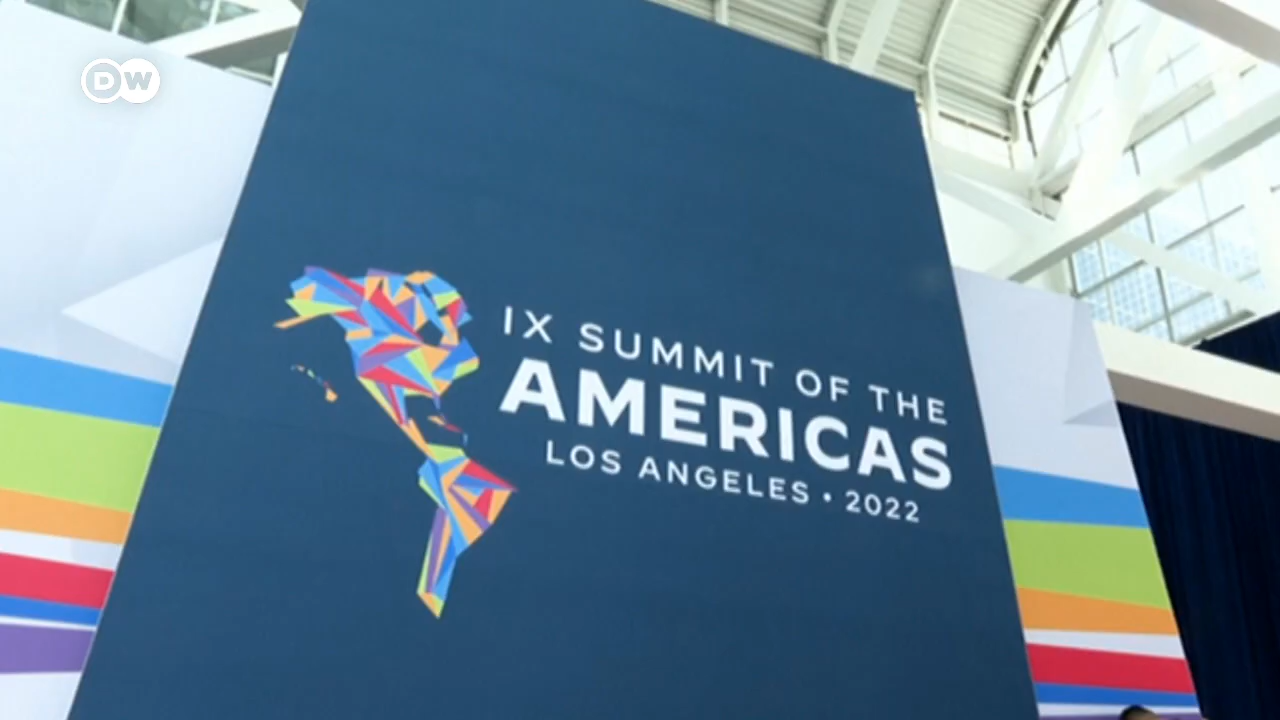 DW
IX SUMMIT OF THE
AMERICAS
LOS ANGELES • 2022